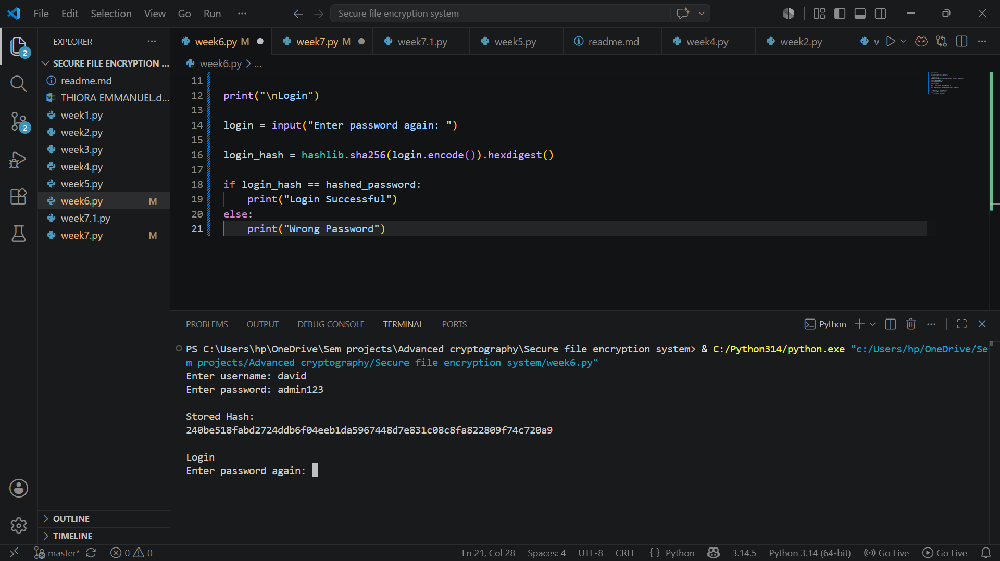 File Edit Selection View Go Run ···
Secure file encryption system
EXPLORER ···
SECURE FILE ENCRYPTION ...
readme.md
THIORA EMMANUEL.d...
week1.py
week2.py
week3.py
week4.py
week5.py
week6.py M
week7.1.py
week7.py M
OUTLINE
TIMELINE
2
2
week6.py M
week7.py M
week7.1.py
week5.py
readme.md
week4.py
week2.py
week6.py > ...
11
12 print("\nLogin")
13
14 login = input("Enter password again: ")
15
16 login_hash = hashlib.sha256(login.encode()).hexdigest()
17
18 if login_hash == hashed_password:
19 print("Login Successful")
20 else:
21 print("Wrong Password")
PROBLEMS OUTPUT DEBUG CONSOLE TERMINAL PORTS
Python
PS C:\Users\hp\OneDrive\Sem projects\Advanced cryptography\Secure file encryption system> & C:/Python314/python.exe "c:/Users/hp/OneDrive/Se
m projects/Advanced cryptography/Secure file encryption system/week6.py"
Enter username: david
Enter password: admin123
Stored Hash:
240be518fabd2724ddb6f04eeb1da5967448d7e831c08c8fa822809f74c720a9
Login
Enter password again:
master* 0 0 Ln 21, Col 28 Spaces: 4 UTF-8 CRLF { } Python 3.14.5 Python 3.14 (64-bit) Go Live Go Live